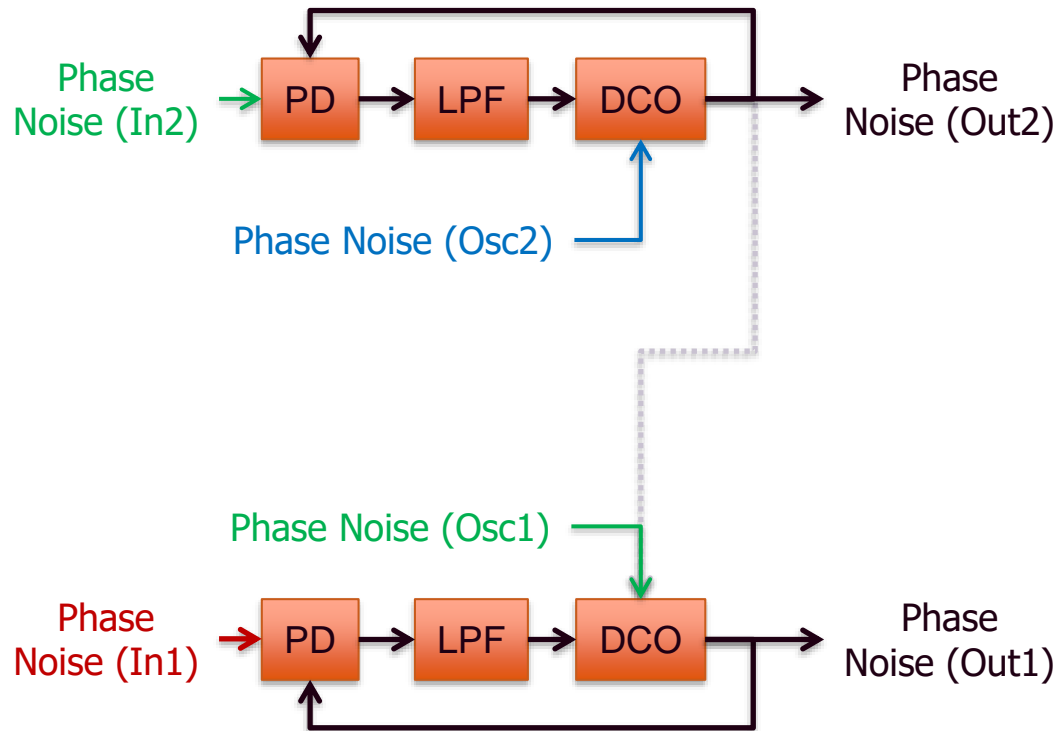 Phase
Noise (In2)
PD
LPF
DCO
Phase
Noise (Out2)
Phase Noise (Osc2)
Phase Noise (Osc1)
Phase
Noise (In1)
PD
LPF
DCO
Phase
Noise (Out1)